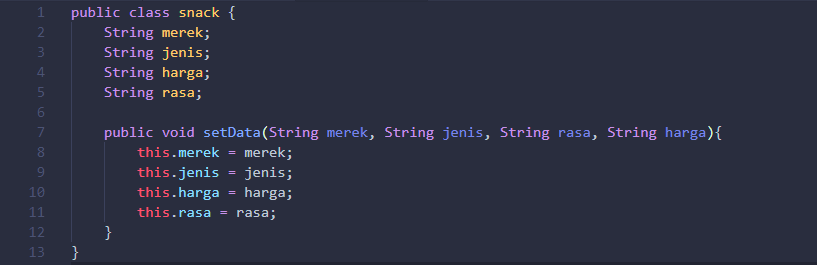 1 public class snack {
2 String merek;
3 String jenis;
4 String harga;
5 String rasa;
6
7 public void setData(String merek, String jenis, String rasa, String harga){
8 this.merek = merek;
9 this.jenis = jenis;
10 this.harga = harga;
11 this.rasa = rasa;
12 }
13 }